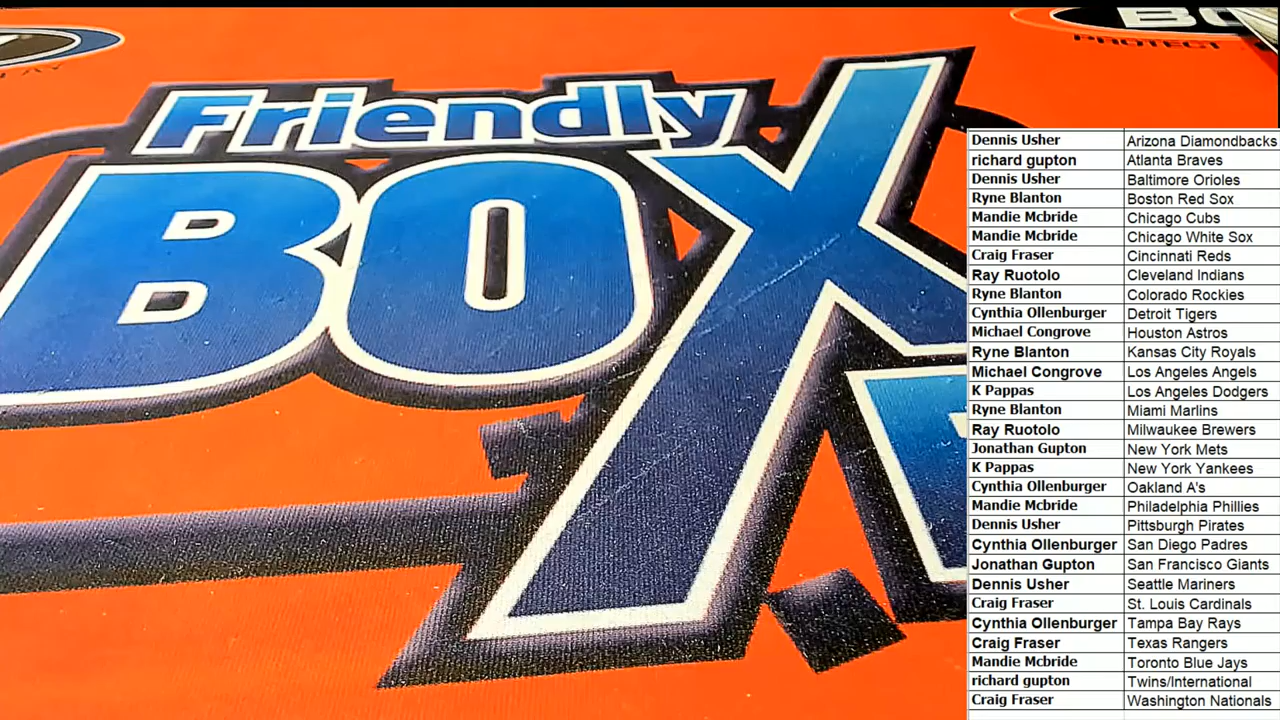 BO
PROTECT
Friendly
BOX
Dennis Usher Arizona Diamondbacks
richard gupton Atlanta Braves
Dennis Usher Baltimore Orioles
Ryne Blanton Boston Red Sox
Mandie Mcbride Chicago Cubs
Mandie Mcbride Chicago White Sox
Craig Fraser Cincinnati Reds
Ray Ruotolo Cleveland Indians
Ryne Blanton Colorado Rockies
Cynthia Ollenburger Detroit Tigers
Michael Congrove Houston Astros
Ryne Blanton Kansas City Royals
Michael Congrove Los Angeles Angels
K Pappas Los Angeles Dodgers
Ryne Blanton Miami Marlins
Ray Ruotolo Milwaukee Brewers
Jonathan Gupton New York Mets
K Pappas New York Yankees
Cynthia Ollenburger Oakland A's
Mandie Mcbride Philadelphia Phillies
Dennis Usher Pittsburgh Pirates
Cynthia Ollenburger San Diego Padres
Jonathan Gupton San Francisco Giants
Dennis Usher Seattle Mariners
Craig Fraser St. Louis Cardinals
Cynthia Ollenburger Tampa Bay Rays
Craig Fraser Texas Rangers
Mandie Mcbride Toronto Blue Jays
richard gupton Twins/International
Craig Fraser Washington Nationals